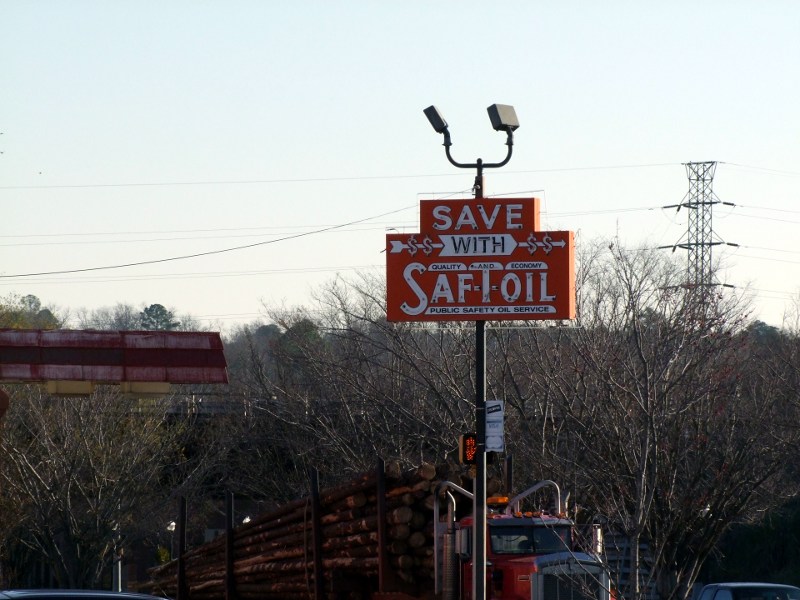 SAVE
$$ WITH $$
QUALITY AND ECONOMY
SAF-T-OIL
PUBLIC SAFETY OIL SERVICE